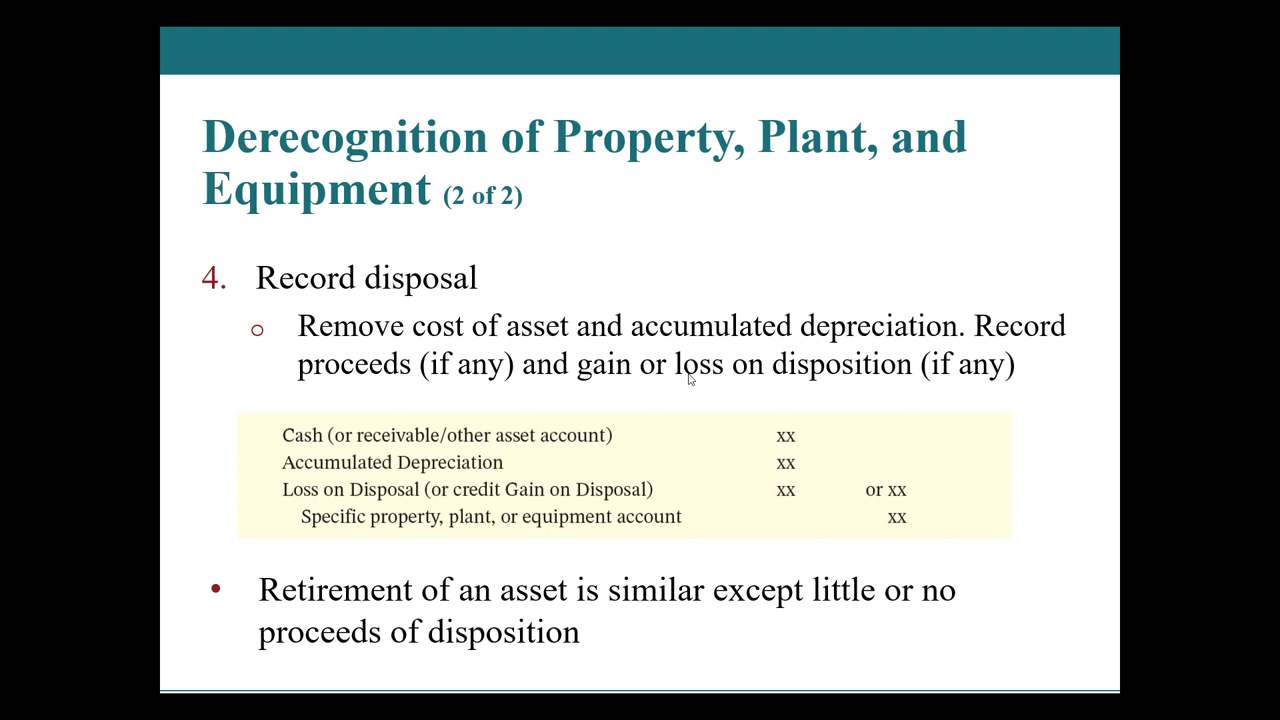 Derecognition of Property, Plant, and
Equipment (2 of 2)
4. Record disposal
o Remove cost of asset and accumulated depreciation. Record
proceeds (if any) and gain or loss on disposition (if any)
Cash (or receivable/other asset account) xx
Accumulated Depreciation xx
Loss on Disposal (or credit Gain on Disposal) xx or xx
Specific property, plant, or equipment account xx
• Retirement of an asset is similar except little or no
proceeds of disposition